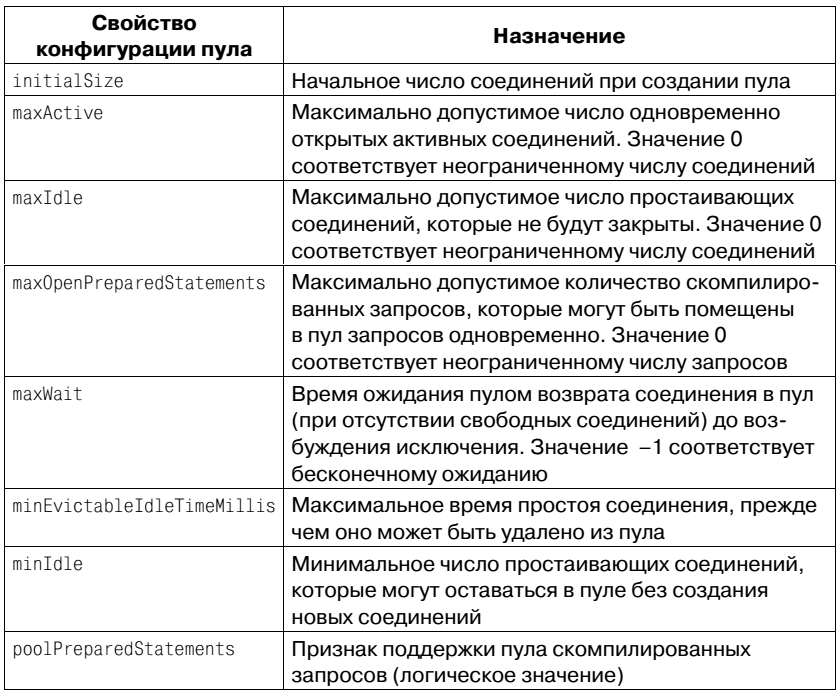 Свойство
конфигурации пула
Назначение
initialSize
Начальное число соединений при создании пула
maxActive
Максимально допустимое число одновременно
открытых активных соединений. Значение 0
соответствует неограниченному числу соединений
maxIdle
Максимально допустимое число простаивающих
соединений, которые не будут закрыты. Значение 0
соответствует неограниченному числу соединений
maxOpenPreparedStatements
Максимально допустимое количество скомпилиро-
ванных запросов, которые могут быть помещены
в пул запросов одновременно. Значение 0
соответствует неограниченному числу запросов
maxWait
Время ожидания пулом возврата соединения в пул
(при отсутствии свободных соединений) до воз-
буждения исключения. Значение –1 соответствует
бесконечному ожиданию
minEvictableIdleTimeMillis
Максимальное время простоя соединения, прежде
чем оно может быть удалено из пула
minIdle
Минимальное число простаивающих соединений,
которые могут оставаться в пуле без создания
новых соединений
poolPreparedStatements
Признак поддержки пула скомпилированных
запросов (логическое значение)